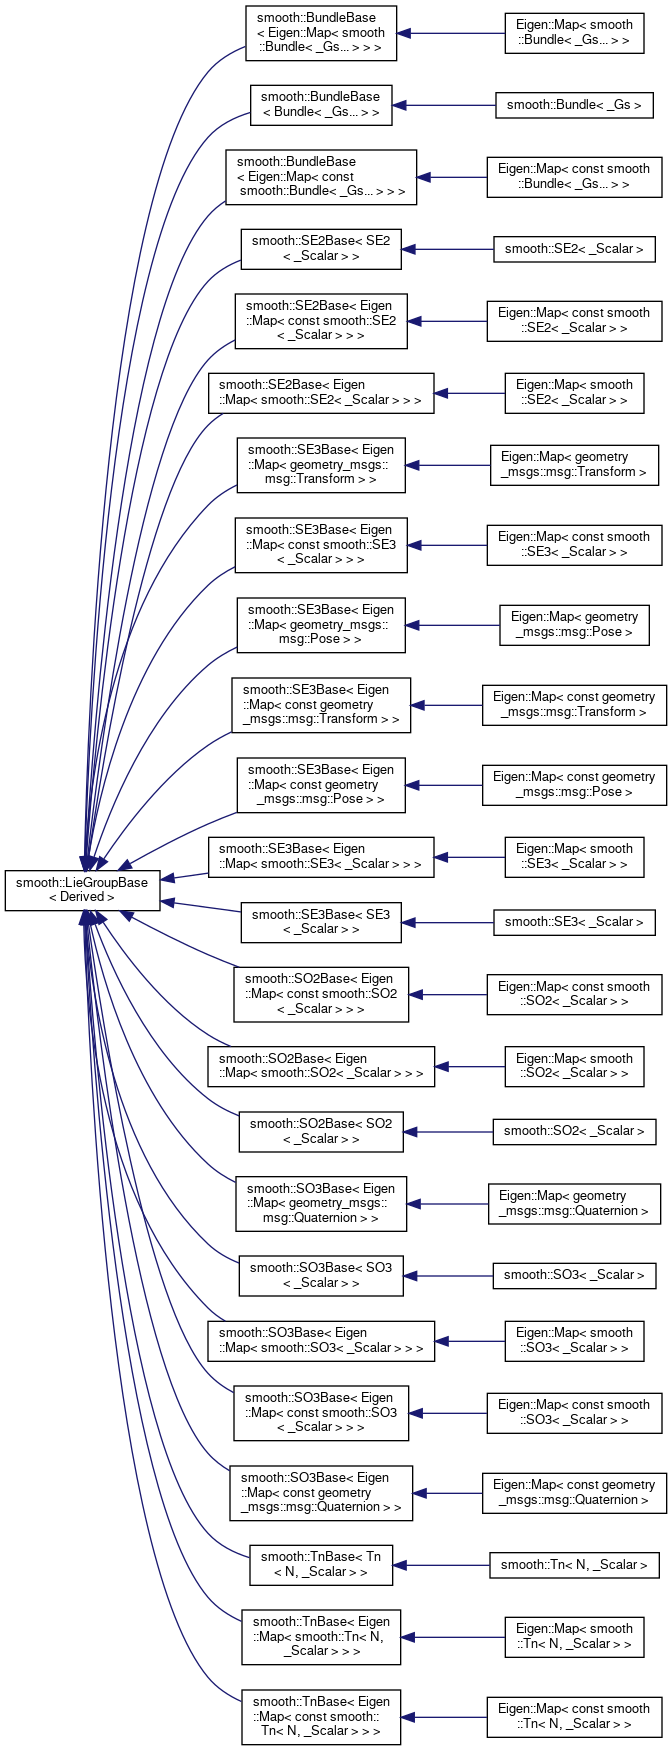 smooth::BundleBase
< Eigen::Map< smooth
::Bundle< _Gs... > > >
Eigen::Map< smooth
::Bundle< _Gs... > >
smooth::BundleBase
< Bundle< _Gs... > >
smooth::Bundle< _Gs >
smooth::BundleBase
< Eigen::Map< const
smooth::Bundle< _Gs... > > >
Eigen::Map< const smooth
::Bundle< _Gs... > >
smooth::SE2Base< SE2
< _Scalar > >
smooth::SE2< _Scalar >
smooth::SE2Base< Eigen
::Map< const smooth::SE2
< _Scalar > > >
Eigen::Map< const smooth
::SE2< _Scalar > >
smooth::SE2Base< Eigen
::Map< smooth::SE2< _Scalar > > >
Eigen::Map< smooth
::SE2< _Scalar > >
smooth::SE3Base< Eigen
::Map< geometry_msgs::
msg::Transform > >
Eigen::Map< geometry
_msgs::msg::Transform >
smooth::SE3Base< Eigen
::Map< const smooth::SE3
< _Scalar > > >
Eigen::Map< const smooth
::SE3< _Scalar > >
smooth::SE3Base< Eigen
::Map< geometry_msgs::
msg::Pose > >
Eigen::Map< geometry
_msgs::msg::Pose >
smooth::SE3Base< Eigen
::Map< const geometry
_msgs::msg::Transform > >
Eigen::Map< const geometry
_msgs::msg::Transform >
smooth::SE3Base< Eigen
::Map< const geometry
_msgs::msg::Pose > >
Eigen::Map< const geometry
_msgs::msg::Pose >
smooth::SE3Base< Eigen
::Map< smooth::SE3< _Scalar > > >
Eigen::Map< smooth
::SE3< _Scalar > >
smooth::LieGroupBase
< Derived >
smooth::SE3Base< SE3
< _Scalar > >
smooth::SE3< _Scalar >
smooth::SO2Base< Eigen
::Map< const smooth::SO2
< _Scalar > > >
Eigen::Map< const smooth
::SO2< _Scalar > >
smooth::SO2Base< Eigen
::Map< smooth::SO2< _Scalar > > >
Eigen::Map< smooth
::SO2< _Scalar > >
smooth::SO2Base< SO2
< _Scalar > >
smooth::SO2< _Scalar >
smooth::SO3Base< Eigen
::Map< geometry_msgs::
msg::Quaternion > >
Eigen::Map< geometry
_msgs::msg::Quaternion >
smooth::SO3Base< SO3
< _Scalar > >
smooth::SO3< _Scalar >
smooth::SO3Base< Eigen
::Map< smooth::SO3< _Scalar > > >
Eigen::Map< smooth
::SO3< _Scalar > >
smooth::SO3Base< Eigen
::Map< const smooth::SO3
< _Scalar > > >
Eigen::Map< const smooth
::SO3< _Scalar > >
smooth::SO3Base< Eigen
::Map< const geometry
_msgs::msg::Quaternion > >
Eigen::Map< const geometry
_msgs::msg::Quaternion >
smooth::TnBase< Tn
< N, _Scalar > >
smooth::Tn< N, _Scalar >
smooth::TnBase< Eigen
::Map< smooth::Tn< N,
_Scalar > > >
Eigen::Map< smooth
::Tn< N, _Scalar > >
smooth::TnBase< Eigen
::Map< const smooth::
Tn< N, _Scalar > > >
Eigen::Map< const smooth
::Tn< N, _Scalar > >